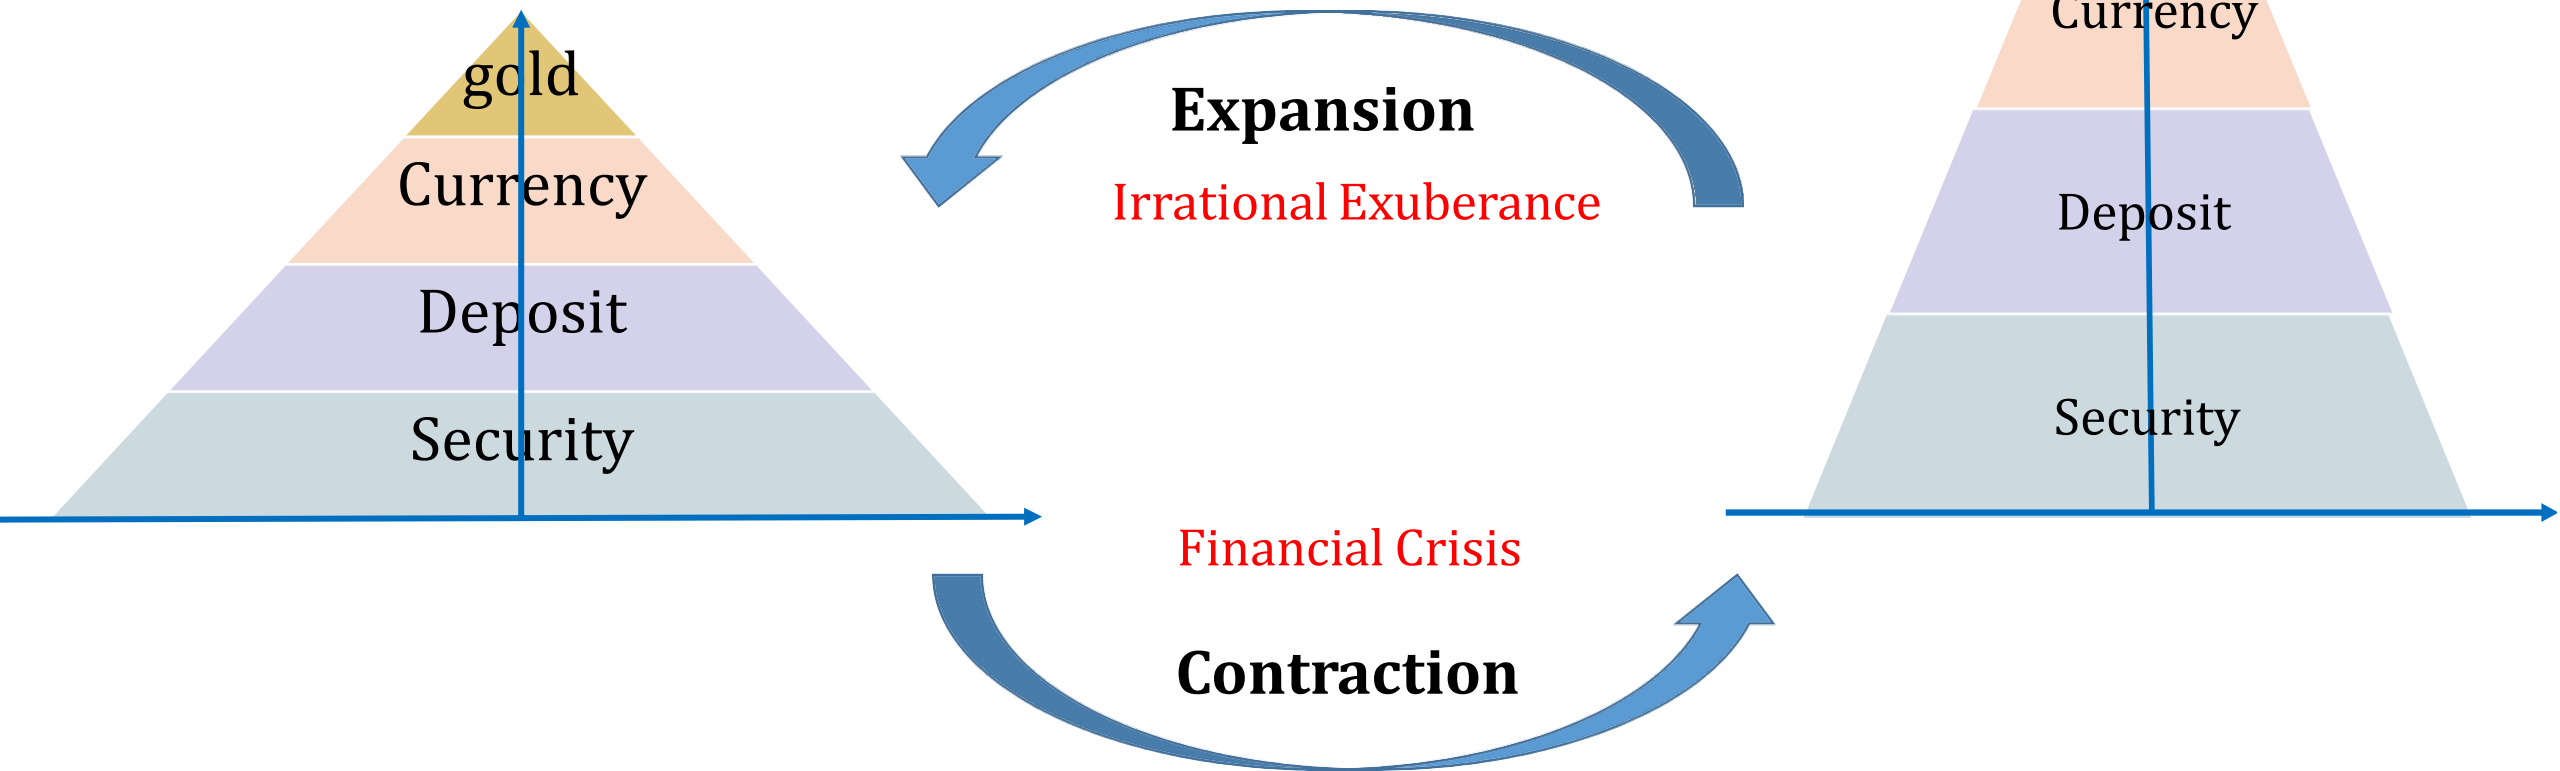 gold
Currency
Deposit
Security
Expansion
Irrational Exuberance
Financial Crisis
Contraction
Currency
Deposit
Security